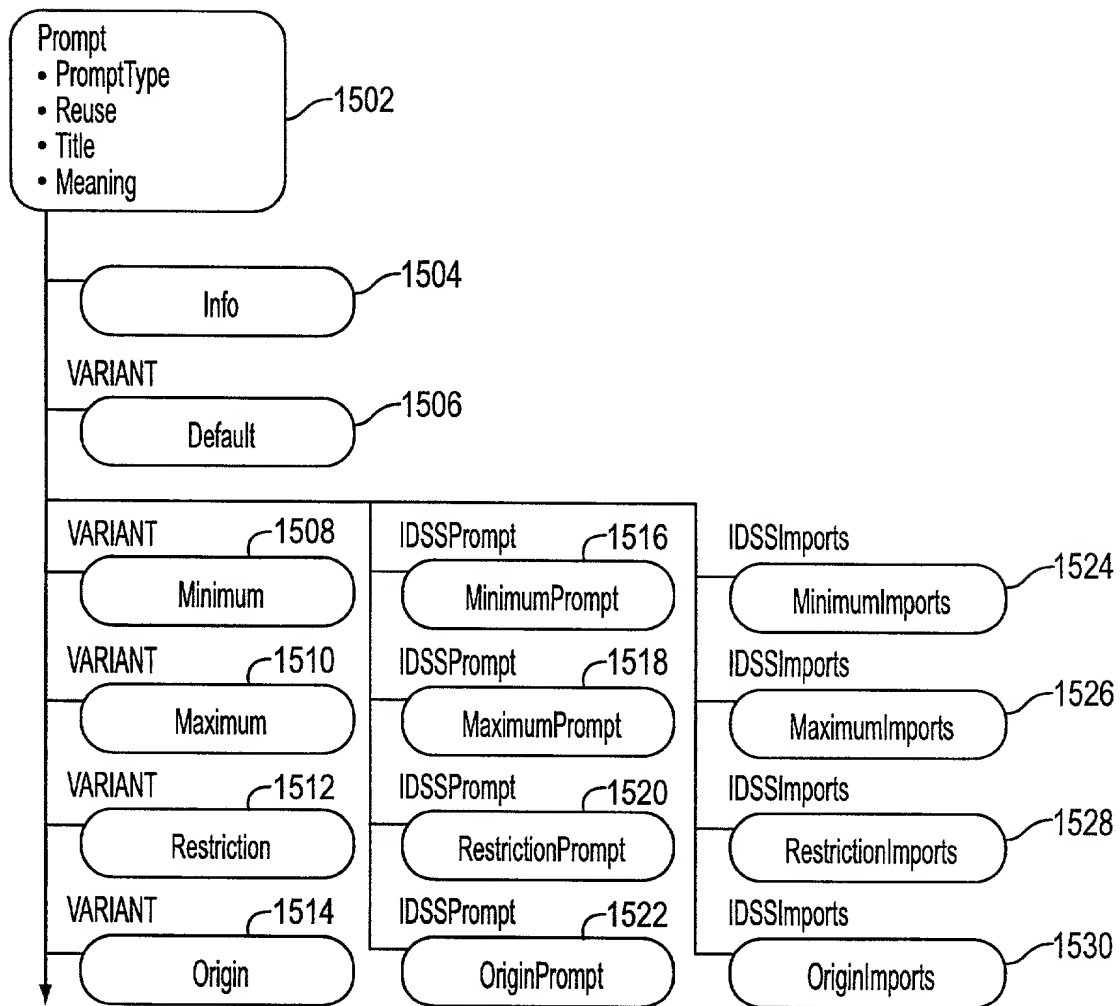 Prompt
• PromptType
• Reuse
• Title
• Meaning
1502
Info
1504
VARIANT
Default
1506
VARIANT
1508
Minimum
IDSSPrompt
1516
MinimumPrompt
IDSSImports
1524
MinimumImports
VARIANT
1510
Maximum
IDSSPrompt
1518
MaximumPrompt
IDSSImports
1526
MaximumImports
VARIANT
1512
Restriction
IDSSPrompt
1520
RestrictionPrompt
IDSSImports
1528
RestrictionImports
VARIANT
1514
Origin
IDSSPrompt
1522
OriginPrompt
IDSSImports
1530
OriginImports